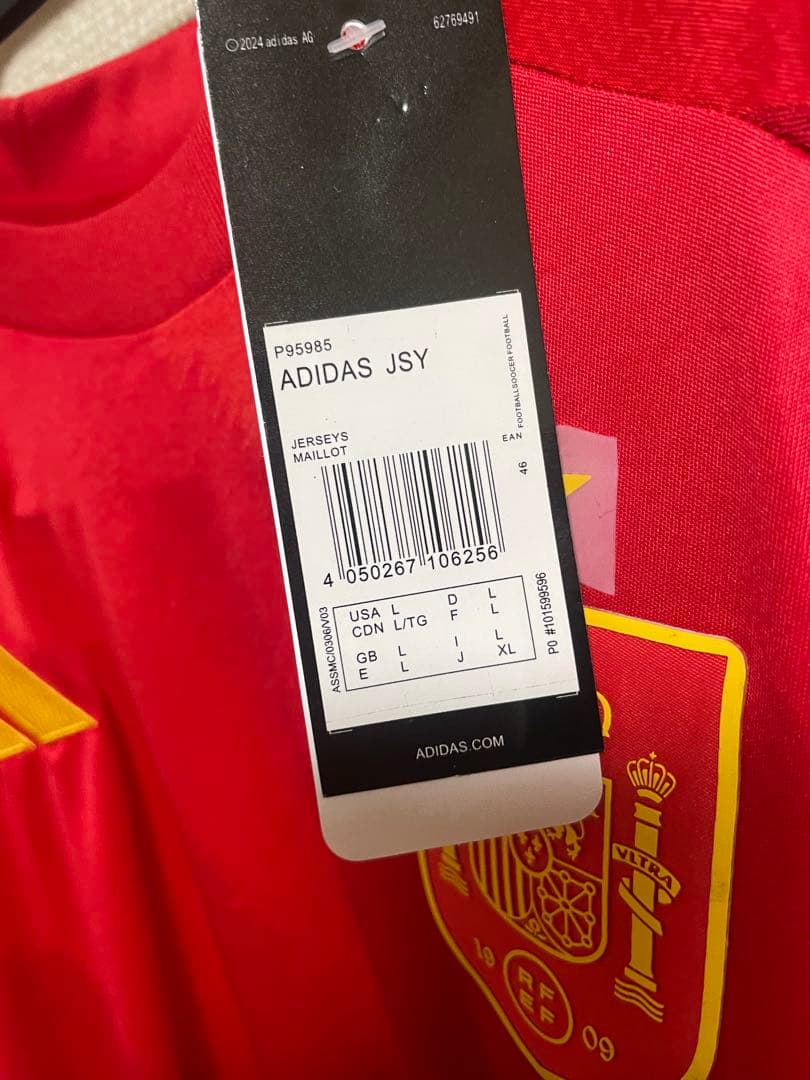 ©2024 adidas AG
62769491
P95985
ADIDAS JSY
JERSEYS
MAILLOT
EAN FOOTBALLSOCCER FOOTBALL
46
4 050267 106256
ASSMC/0306/V03
USA L D L
CDN L/TG F L
GB L I L
E L J XL
PO #101599596
ADIDAS.COM
VLTRA
19 09
RFEF